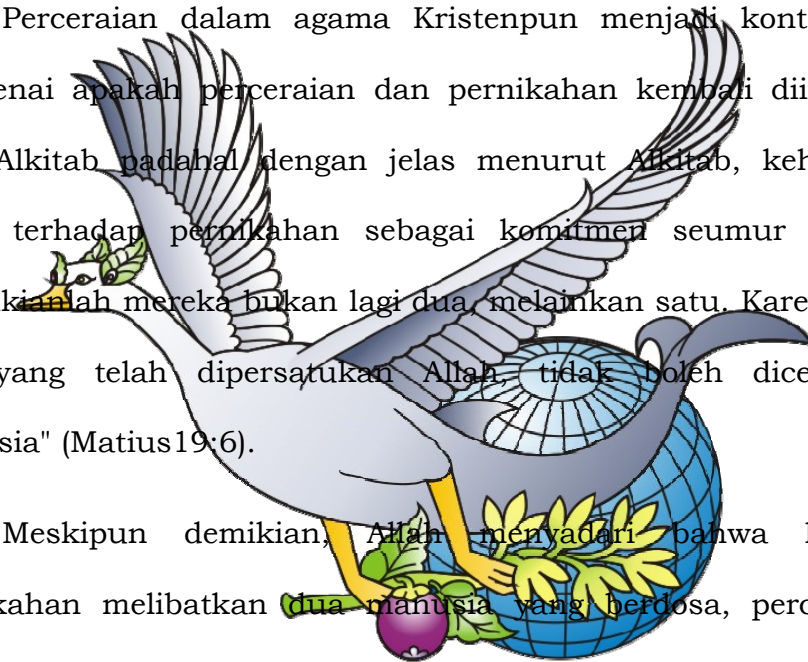 Perceraian dalam agama Kristenpun menjadi kont
enai apakah perceraian dan pernikahan kembali dii
Alkitab padahal dengan jelas menurut Alkitab, keh
terhadap pernikahan sebagai komitmen seumur
kianlah mereka bukan lagi dua, melainkan satu. Kare
yang telah dipersatukan Allah, tidak boleh dice
sia" (Matius19:6).
Meskipun demikian, Allah menyadari bahwa
kahan melibatkan dua manusia yang berdosa, perc